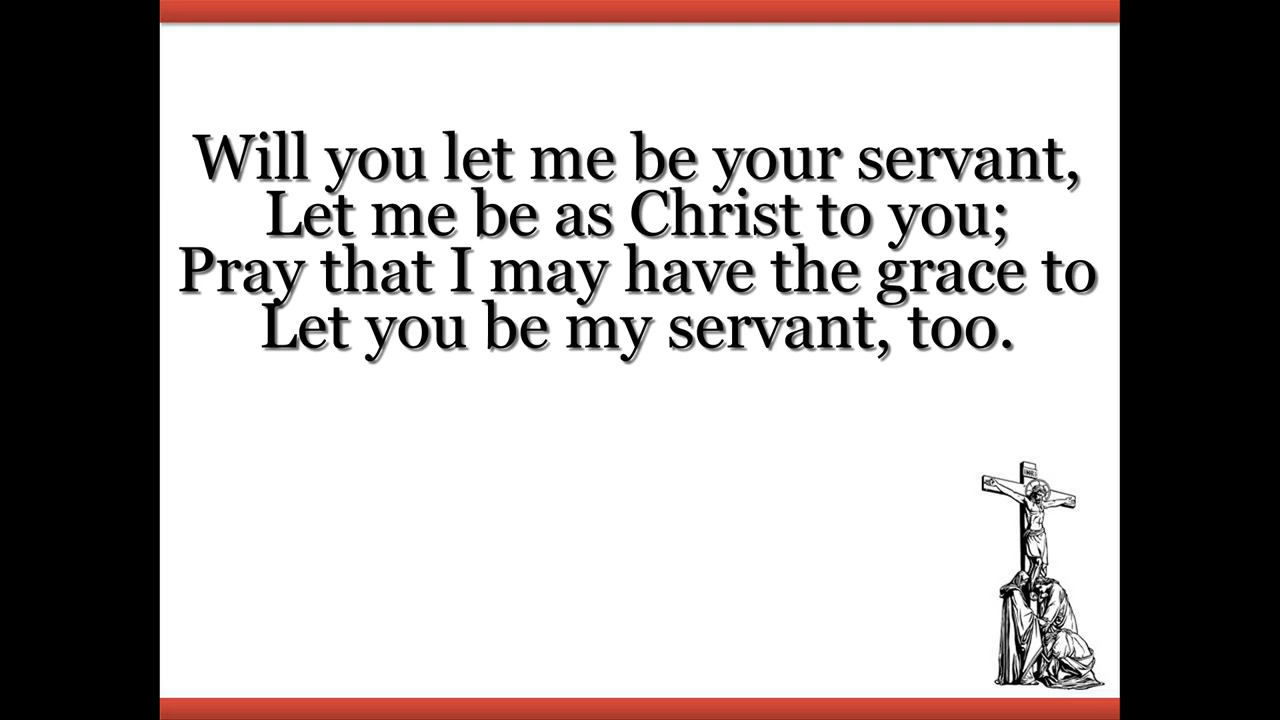 Will you let me be your servant,
Let me be as Christ to you;
Pray that I may have the grace to
Let you be my servant, too.